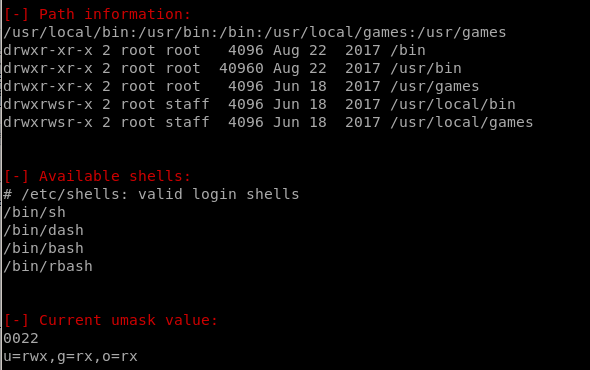 [-] Path information:
/usr/local/bin:/usr/bin:/bin:/usr/local/games:/usr/games
drwxr-xr-x 2 root root   4096 Aug 22  2017 /bin
drwxr-xr-x 2 root root  40960 Aug 22  2017 /usr/bin
drwxr-xr-x 2 root root   4096 Jun 18  2017 /usr/games
drwxrwsr-x 2 root staff  4096 Jun 18  2017 /usr/local/bin
drwxrwsr-x 2 root staff  4096 Jun 18  2017 /usr/local/games
[-] Available shells:
# /etc/shells: valid login shells
/bin/sh
/bin/dash
/bin/bash
/bin/rbash
[-] Current umask value:
0022
u=rwx,g=rx,o=rx